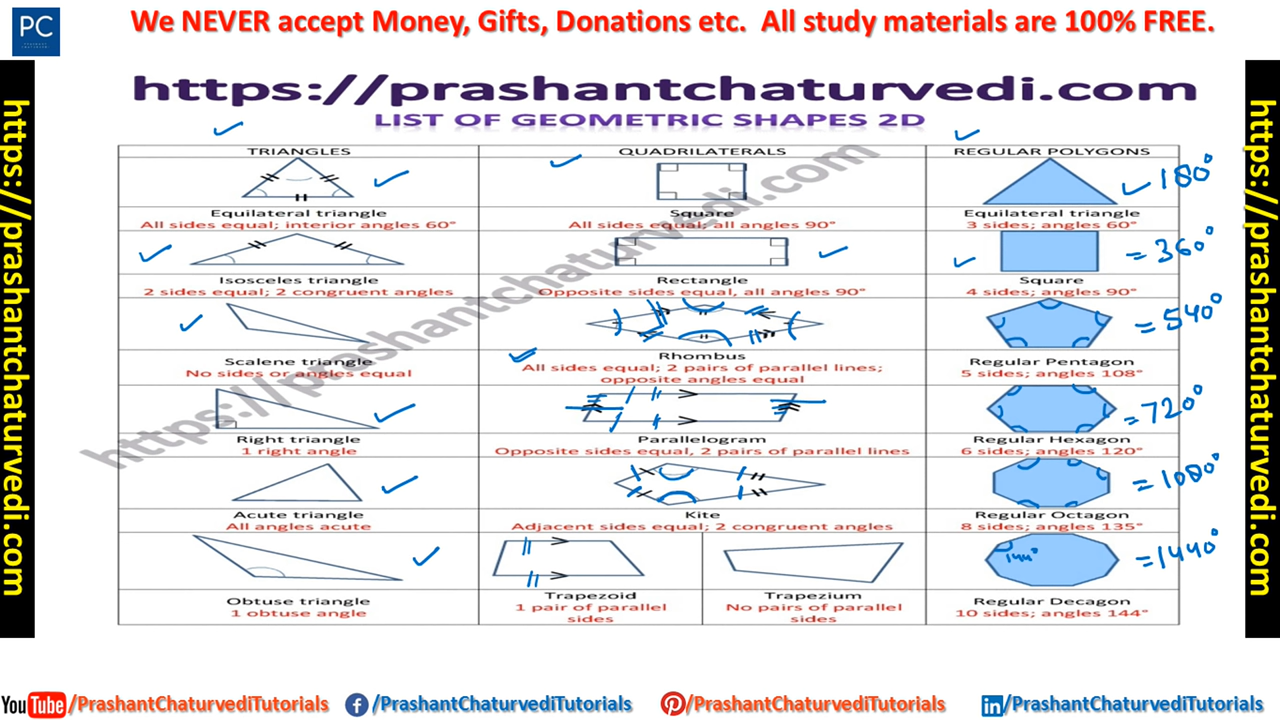 PC
PRASHANT
CHATURVEDI
We NEVER accept Money, Gifts, Donations etc. All study materials are 100% FREE.
https://prashantchaturvedi.com
https://prashantchaturvedi.com
https://prashantchaturvedi.com
LIST OF GEOMETRIC SHAPES 2D
https://prashantchaturvedi.com
TRIANGLES QUADRILATERALS REGULAR POLYGONS
180°
Equilateral triangle Square Equilateral triangle
All sides equal; interior angles 60° All sides equal; all angles 90° 3 sides; angles 60°
= 360°
Isosceles triangle Rectangle Square
2 sides equal; 2 congruent angles Opposite sides equal, all angles 90° 4 sides; angles 90°
= 540°
Scalene triangle Rhombus Regular Pentagon
No sides or angles equal All sides equal; 2 pairs of parallel lines; 5 sides; angles 108°
opposite angles equal
= 720°
Right triangle Parallelogram Regular Hexagon
1 right angle Opposite sides equal, 2 pairs of parallel lines 6 sides; angles 120°
= 1080°
Acute triangle Kite Regular Octagon
All angles acute Adjacent sides equal; 2 congruent angles 8 sides; angles 135°
144° = 1440°
Obtuse triangle Trapezoid Trapezium Regular Decagon
1 obtuse angle 1 pair of parallel No pairs of parallel 10 sides; angles 144°
sides sides
YouTube/PrashantChaturvediTutorials f/PrashantChaturvediTutorials /PrashantChaturvediTutorials in/PrashantChaturvediTutorials